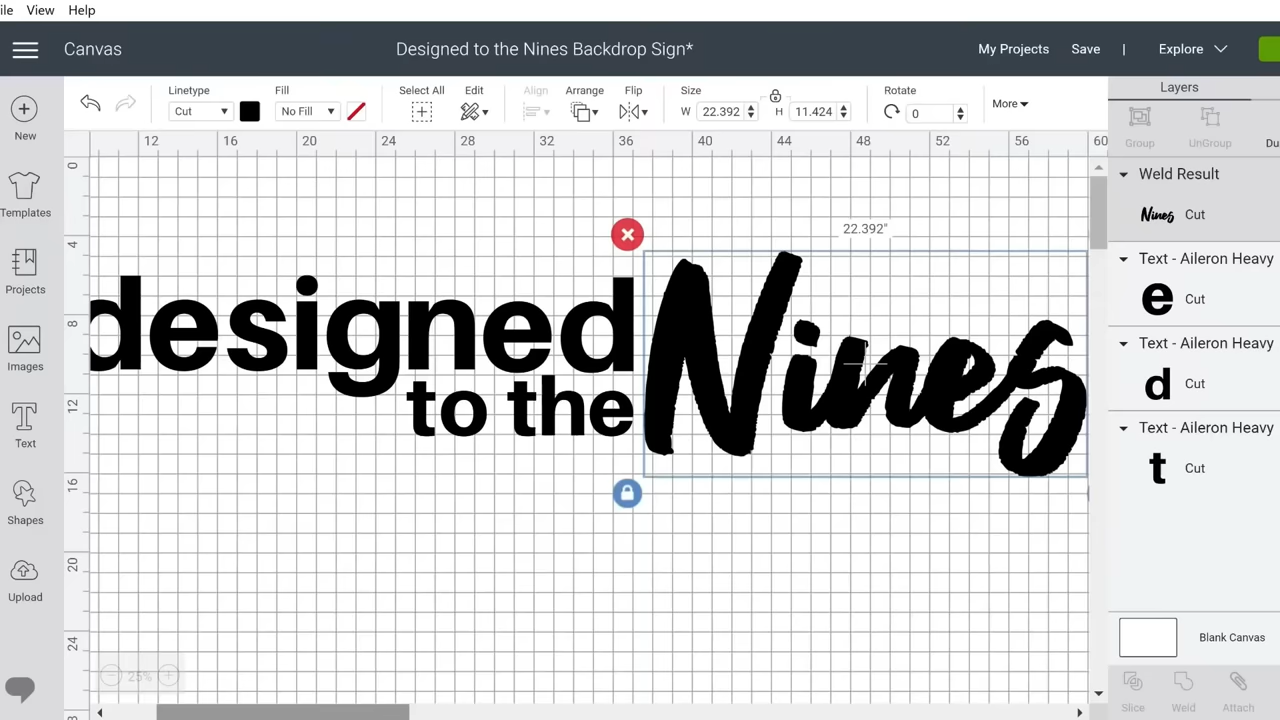 ile View Help
Canvas Designed to the Nines Backdrop Sign* My Projects Save | Explore
Linetype Fill Select All Edit Align Arrange Flip Size Rotate More
Cut No Fill W 22.392 H 11.424 0
Layers
Group UnGroup Du
12 16 20 24 28 32 36 40 44 48 52 56 60
0
4
8
12
16
20
24
New
Templates
Projects
Images
Text
Shapes
Upload
22.392"
designed
to the
Nines
25%
Weld Result
Nines Cut
Text - Aileron Heavy
e Cut
Text - Aileron Heavy
d Cut
Text - Aileron Heavy
t Cut
Blank Canvas
Slice Weld Attach